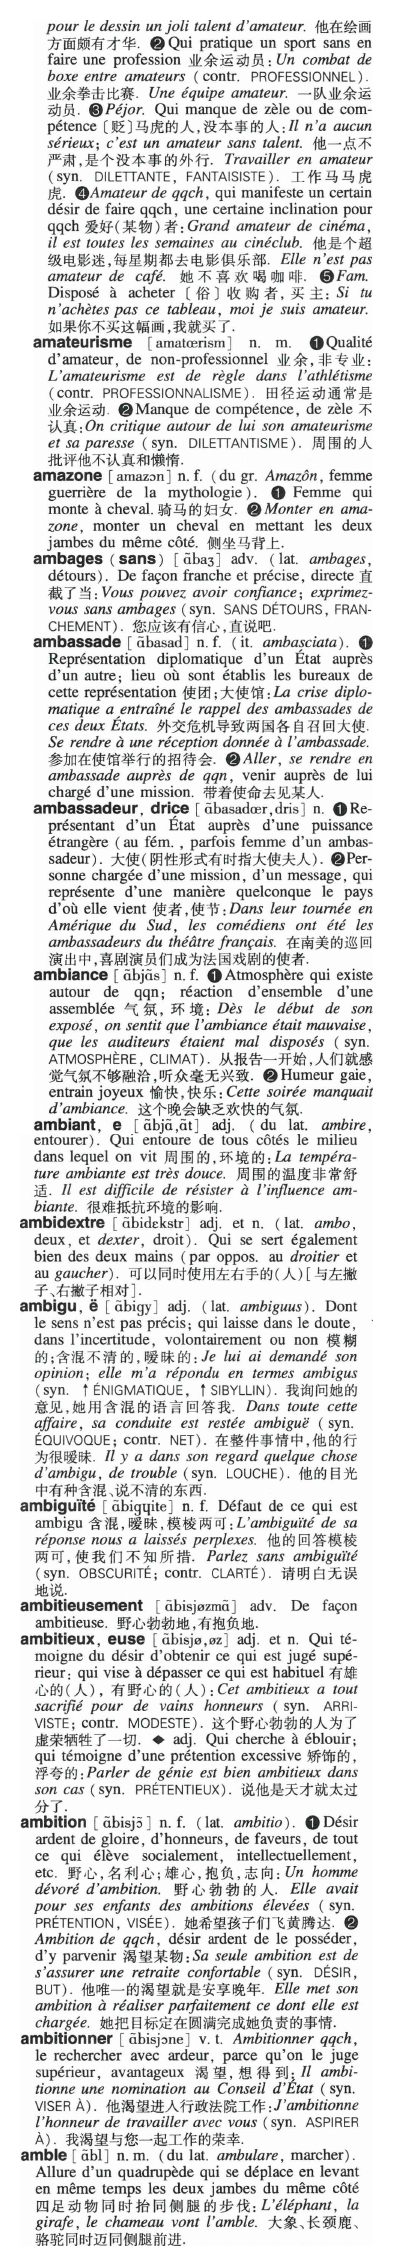 pour le dessin un joli talent d'amateur. 他在绘画
方面颇有才华. ❷Qui pratique un sport sans en
faire une profession 业余运动员: Un combat de
boxe entre amateurs (contr. PROFESSIONNEL).
业余拳击比赛. Une équipe amateur. 一队业余运
动员. ❸Péjor. Qui manque de zèle ou de com-
pétence〔贬〕马虎的人,没本事的人: Il n'a aucun
sérieux; c'est un amateur sans talent. 他一点不
严肃,是个没本事的外行. Travailler en amateur
(syn. DILETTANTE, FANTAISISTE). 工作马马虎
虎. ❹Amateur de qqch, qui manifeste un certain
désir de faire qqch, une certaine inclination pour
qqch 爱好(某物)者: Grand amateur de cinéma,
il est toutes les semaines au cinéclub. 他是个超
级电影迷,每星期都去电影俱乐部. Elle n'est pas
amateur de café. 她不喜欢喝咖啡. ❺Fam.
Disposé à acheter〔俗〕收购者,买主: Si tu
n'achètes pas ce tableau, moi je suis amateur.
如果你不买这幅画,我就买了.
amateurisme [amatœrism] n. m. ❶Qualité
d'amateur, de non-professionnel 业余,非专业:
L'amateurisme est de règle dans l'athlétisme
(contr. PROFESSIONNALISME). 田径运动通常是
业余运动. ❷Manque de compétence, de zèle 不
认真: On critique autour de lui son amateurisme
et sa paresse (syn. DILETTANTISME). 周围的人
批评他不认真和懒惰.
amazone [amazɔn] n. f. (du gr. Amazôn, femme
guerrière de la mythologie). ❶ Femme qui
monte à cheval. 骑马的妇女. ❷Monter en ama-
zone, monter un cheval en mettant les deux
jambes du même côté. 侧坐马背上.
ambages (sans) [ɑ̃baʒ] adv. (lat. ambages,
détours). De façon franche et précise, directe 直
截了当: Vous pouvez avoir confiance; exprimez-
vous sans ambages (syn. SANS DÉTOURS, FRAN-
CHEMENT). 您应该有信心,直说吧.
ambassade [ɑ̃basad] n. f. (it. ambasciata). ❶
Représentation diplomatique d'un État auprès
d'un autre; lieu où sont établis les bureaux de
cette représentation 使团;大使馆: La crise diplo-
matique a entraîné le rappel des ambassades de
ces deux États. 外交危机导致两国各自召回大使.
Se rendre à une réception donnée à l'ambassade.
参加在使馆举行的招待会. ❷Aller, se rendre en
ambassade auprès de qqn, venir auprès de lui
chargé d'une mission. 带着使命去见某人.
ambassadeur, drice [ɑ̃basadœr,dris] n. ❶Re-
présentant d'un État auprès d'une puissance
étrangère (au fém., parfois femme d'un ambas-
sadeur). 大使(阴性形式有时指大使夫人). ❷Per-
sonne chargée d'une mission, d'un message, qui
représente d'une manière quelconque le pays
d'où elle vient 使者,使节: Dans leur tournée en
Amérique du Sud, les comédiens ont été les
ambassadeurs du théâtre français. 在南美的巡回
演出中,喜剧演员们成为法国戏剧的使者.
ambiance [ɑ̃bjɑ̃s] n. f. ❶Atmosphère qui existe
autour de qqn; réaction d'ensemble d'une
assemblée 气氛,环境: Dès le début de son
exposé, on sentit que l'ambiance était mauvaise,
que les auditeurs étaient mal disposés (syn.
ATMOSPHÈRE, CLIMAT). 从报告一开始,人们就感
觉气氛不够融洽,听众毫无兴致. ❷Humeur gaie,
entrain joyeux 愉快,快乐: Cette soirée manquait
d'ambiance. 这个晚会缺乏欢快的气氛.
ambiant, e [ɑ̃bjɑ̃,ɑ̃t] adj. (du lat. ambire,
entourer). Qui entoure de tous côtés le milieu
dans lequel on vit 周围的,环境的: La tempéra-
ture ambiante est très douce. 周围的温度非常舒
适. Il est difficile de résister à l'influence am-
biante. 很难抵抗环境的影响.
ambidextre [ɑ̃bidekstr] adj. et n. (lat. ambo,
deux, et dexter, droit). Qui se sert également
bien des deux mains (par oppos. au droitier et
au gaucher). 可以同时使用左右手的(人)[与左撇
子、右撇子相对].
ambigu, ë [ɑ̃bigy] adj. (lat. ambiguus). Dont
le sens n'est pas précis; qui laisse dans le doute,
dans l'incertitude, volontairement ou non 模糊
的;含混不清的,暧昧的: Je lui ai demandé son
opinion; elle m'a répondu en termes ambigus
(syn. ↑ÉNIGMATIQUE, ↑SIBYLLIN). 我询问她的
意见,她用含混的语言回答我. Dans toute cette
affaire, sa conduite est restée ambiguë (syn.
ÉQUIVOQUE; contr. NET). 在整件事情中,他的行
为很暧昧. Il y a dans son regard quelque chose
d'ambigu, de trouble (syn. LOUCHE). 他的目光
中有种含混、说不清的东西.
ambiguïté [ɑ̃biɡɥite] n. f. Défaut de ce qui est
ambigu 含混,暧昧,模棱两可: L'ambiguïté de sa
réponse nous a laissés perplexes. 他的回答模棱
两可,使我们不知所措. Parlez sans ambiguïté
(syn. OBSCURITÉ; contr. CLARTÉ). 请明白无误
地说.
ambitieusement [ɑ̃bisjøzmɑ̃] adv. De façon
ambitieuse. 野心勃勃地,有抱负地.
ambitieux, euse [ɑ̃bisjø,øz] adj. et n. Qui té-
moigne du désir d'obtenir ce qui est jugé supé-
rieur; qui vise à dépasser ce qui est habituel 有雄
心的(人), 有野心的(人): Cet ambitieux a tout
sacrifié pour de vains honneurs (syn. ARRI-
VISTE; contr. MODESTE). 这个野心勃勃的人为了
虚荣牺牲了一切. ◆ adj. Qui cherche à éblouir;
qui témoigne d'une prétention excessive 矫饰的,
浮夸的: Parler de génie est bien ambitieux dans
son cas (syn. PRÉTENTIEUX). 说他是天才就太过
分了.
ambition [ɑ̃bisjɔ̃] n. f. (lat. ambitio). ❶Désir
ardent de gloire, d'honneurs, de faveurs, de tout
ce qui élève socialement, intellectuellement,
etc. 野心,名利心;雄心,抱负,志向: Un homme
dévoré d'ambition. 野心勃勃的人. Elle avait
pour ses enfants des ambitions élevées (syn.
PRÉTENTION, VISÉE). 她希望孩子们飞黄腾达. ❷
Ambition de qqch, désir ardent de le posséder,
d'y parvenir 渴望某物: Sa seule ambition est de
s'assurer une retraite confortable (syn. DÉSIR,
BUT). 他唯一的渴望就是安享晚年. Elle met son
ambition à réaliser parfaitement ce dont elle est
chargée. 她把目标定在圆满完成她负责的事情.
ambitionner [ɑ̃bisjɔne] v. t. Ambitionner qqch,
le rechercher avec ardeur, parce qu'on le juge
supérieur, avantageux 渴望,想得到: Il ambi-
tionne une nomination au Conseil d'État (syn.
VISER À). 他渴望进入行政法院工作: J'ambitionne
l'honneur de travailler avec vous (syn. ASPIRER
À). 我渴望与您一起工作的荣幸.
amble [ɑ̃bl] n. m. (du lat. ambulare, marcher).
Allure d'un quadrupède qui se déplace en levant
en même temps les deux jambes du même côté
四足动物同时抬同侧腿的步伐: L'éléphant, la
girafe, le chameau vont l'amble. 大象、长颈鹿、
骆驼同时迈同侧腿前进.